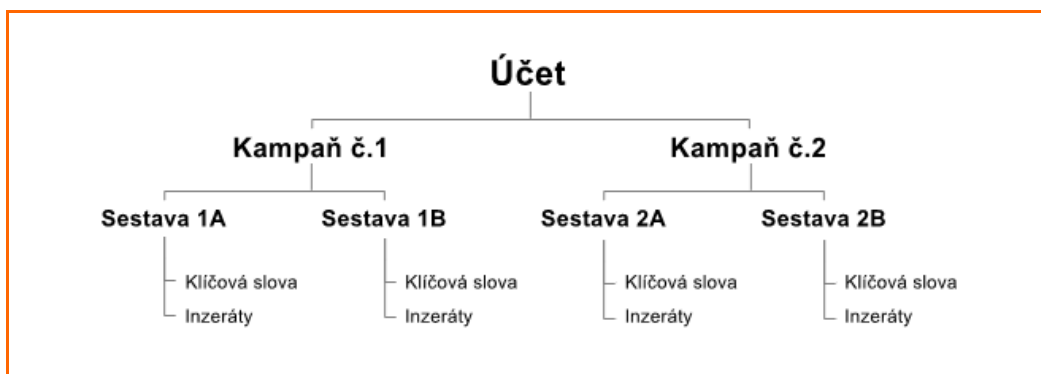 Účet
Kampaň č.1 Kampaň č.2
Sestava 1A Sestava 1B Sestava 2A Sestava 2B
Klíčová slova Klíčová slova Klíčová slova Klíčová slova
Inzeráty Inzeráty Inzeráty Inzeráty